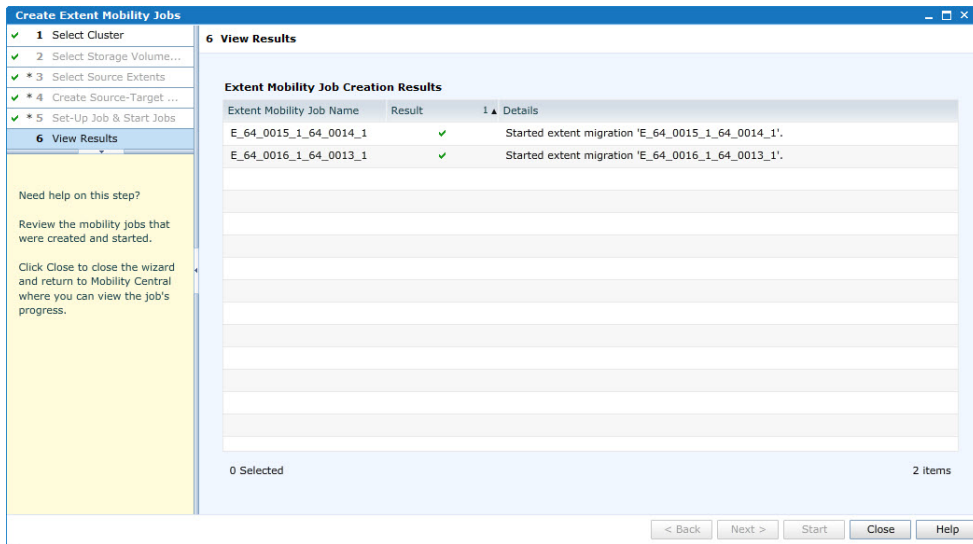 Create Extent Mobility Jobs
1 Select Cluster
2 Select Storage Volume...
* 3 Select Source Extents
* 4 Create Source-Target ...
* 5 Set-Up Job & Start Jobs
6 View Results
Need help on this step?
Review the mobility jobs that
were created and started.
Click Close to close the wizard
and return to Mobility Central
where you can view the job's
progress.
6 View Results
Extent Mobility Job Creation Results
Extent Mobility Job Name Result 1 ▲ Details
E_64_0015_1_64_0014_1 ✔ Started extent migration 'E_64_0015_1_64_0014_1'.
E_64_0016_1_64_0013_1 ✔ Started extent migration 'E_64_0016_1_64_0013_1'.
0 Selected 2 items
< Back Next > Start Close Help